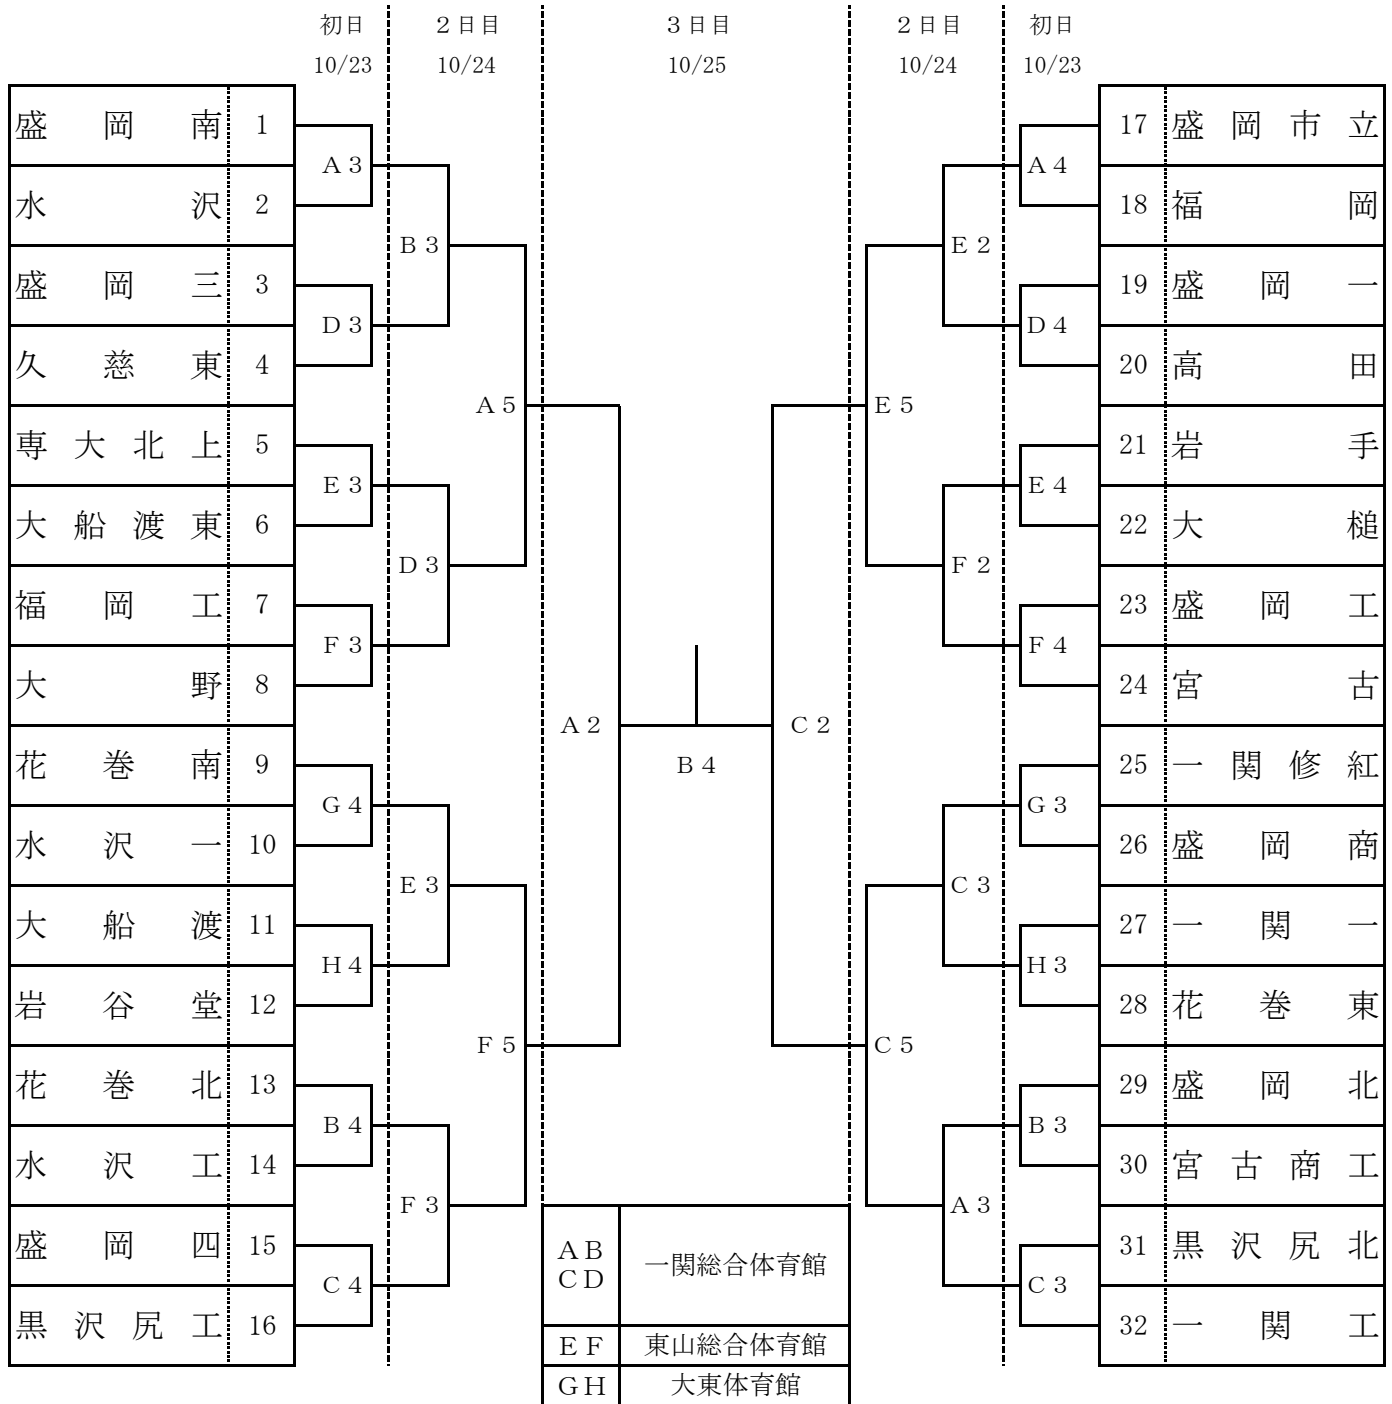 初日 ２日目 ３日目 ２日目 初日
10/23 10/24 10/25 10/24 10/23
盛岡南 1 17 盛岡市立
Ａ３ Ａ４
水沢 2 18 福岡
Ｂ３ Ｅ２
盛岡三 3 19 盛岡一
Ｄ３ Ｄ４
久慈東 4 20 高田
Ａ５ Ｅ５
専大北上 5 21 岩手
Ｅ３ Ｅ４
大船渡東 6 22 大槌
Ｄ３ Ｆ２
福岡工 7 23 盛岡工
Ｆ３ Ｆ４
大野 8 24 宮古
Ａ２ Ｃ２
花巻南 9 Ｂ４ 25 一関修紅
Ｇ４ Ｇ３
水沢一 10 26 盛岡商
Ｅ３ Ｃ３
大船渡 11 27 一関一
Ｈ４ Ｈ３
岩谷堂 12 28 花巻東
Ｆ５ Ｃ５
花巻北 13 29 盛岡北
Ｂ４ Ｂ３
水沢工 14 30 宮古商工
Ｆ３ Ａ３
盛岡四 15 31 黒沢尻北
ＡＢ
ＣＤ 一関総合体育館
Ｃ４ Ｃ３
黒沢尻工 16 32 一関工
ＥＦ 東山総合体育館
ＧＨ 大東体育館